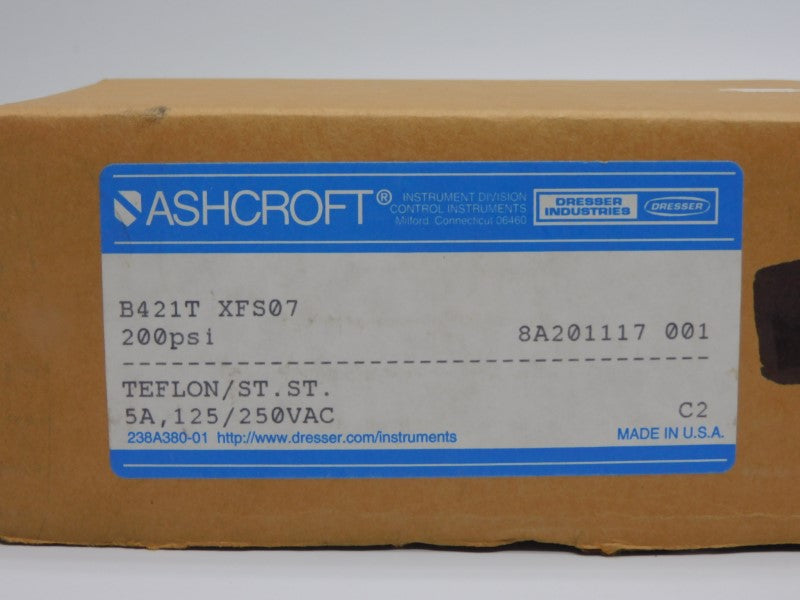 ASHCROFT®
INSTRUMENT DIVISION
CONTROL INSTRUMENTS
Milford, Connecticut 06460
DRESSER
INDUSTRIES
DRESSER
B421T XFS07
200psi 8A201117 001
TEFLON/ST.ST.
5A,125/250VAC C2
238A380-01 http://www.dresser.com/instruments MADE IN U.S.A.